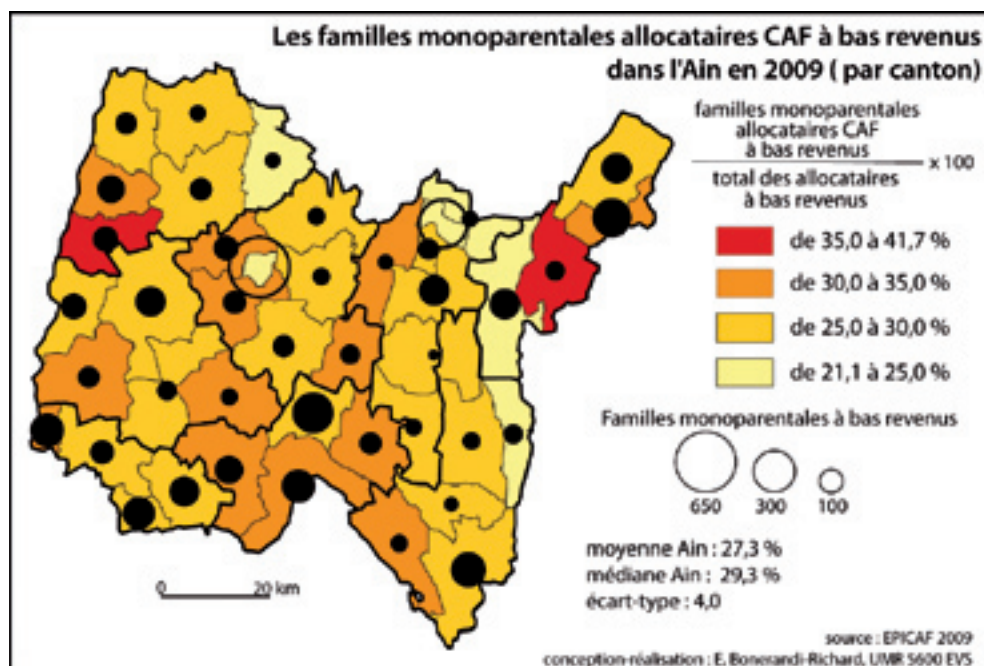 Les familles monoparentales allocataires CAF à bas revenus
dans l'Ain en 2009 ( par canton)
familles monoparentales
allocataires CAF
à bas revenus
x 100
total des allocataires
à bas revenus
de 35,0 à 41,7 %
de 30,0 à 35,0 %
de 25,0 à 30,0 %
de 21,1 à 25,0 %
Familles monoparentales à bas revenus
650 300 100
moyenne Ain : 27,3 %
médiane Ain : 29,3 %
écart-type : 4,0
0 20 km
source : EPICAF 2009
conception-réalisation : E. Bonerandi-Richard, UMR 5600 EVS